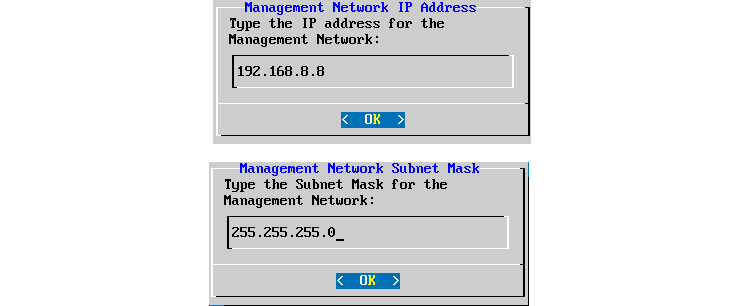 Management Network IP Address
Type the IP address for the
Management Network:
192.168.8.8
< OK >
Management Network Subnet Mask
Type the Subnet Mask for the
Management Network:
255.255.255.0_
< OK >